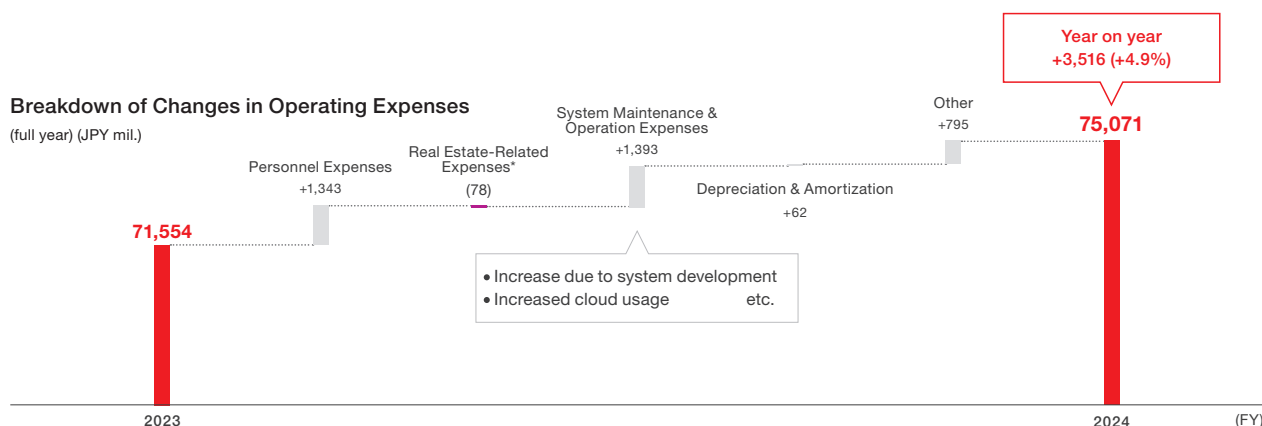 Year on year
+3,516 (+4.9%)
Breakdown of Changes in Operating Expenses
(full year) (JPY mil.)
71,554
Personnel Expenses
+1,343
Real Estate-Related
Expenses*
(78)
System Maintenance &
Operation Expenses
+1,393
• Increase due to system development
• Increased cloud usage etc.
Depreciation & Amortization
+62
Other
+795
75,071
2023
2024
(FY)